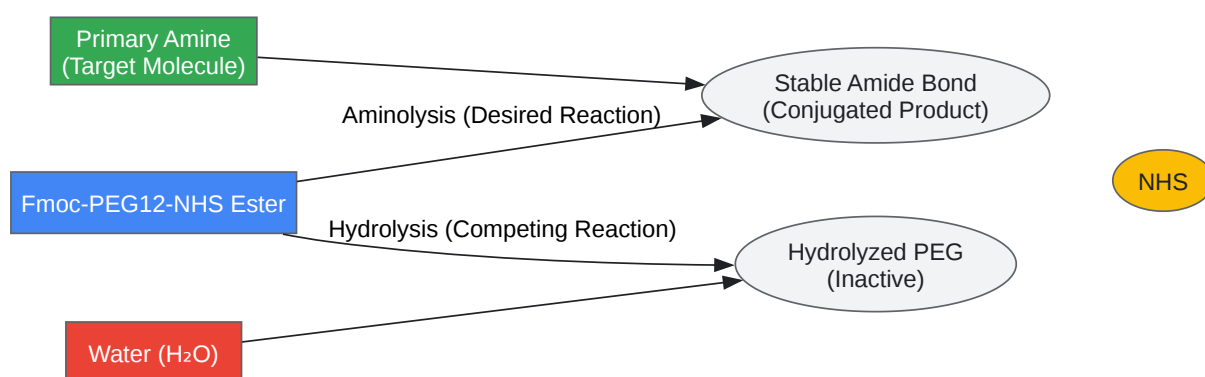 Primary Amine
(Target Molecule)
Stable Amide Bond
(Conjugated Product)
Aminolysis (Desired Reaction)
NHS
Fmoc-PEG12-NHS Ester
Hydrolysis (Competing Reaction)
Hydrolyzed PEG
(Inactive)
Water (H₂O)